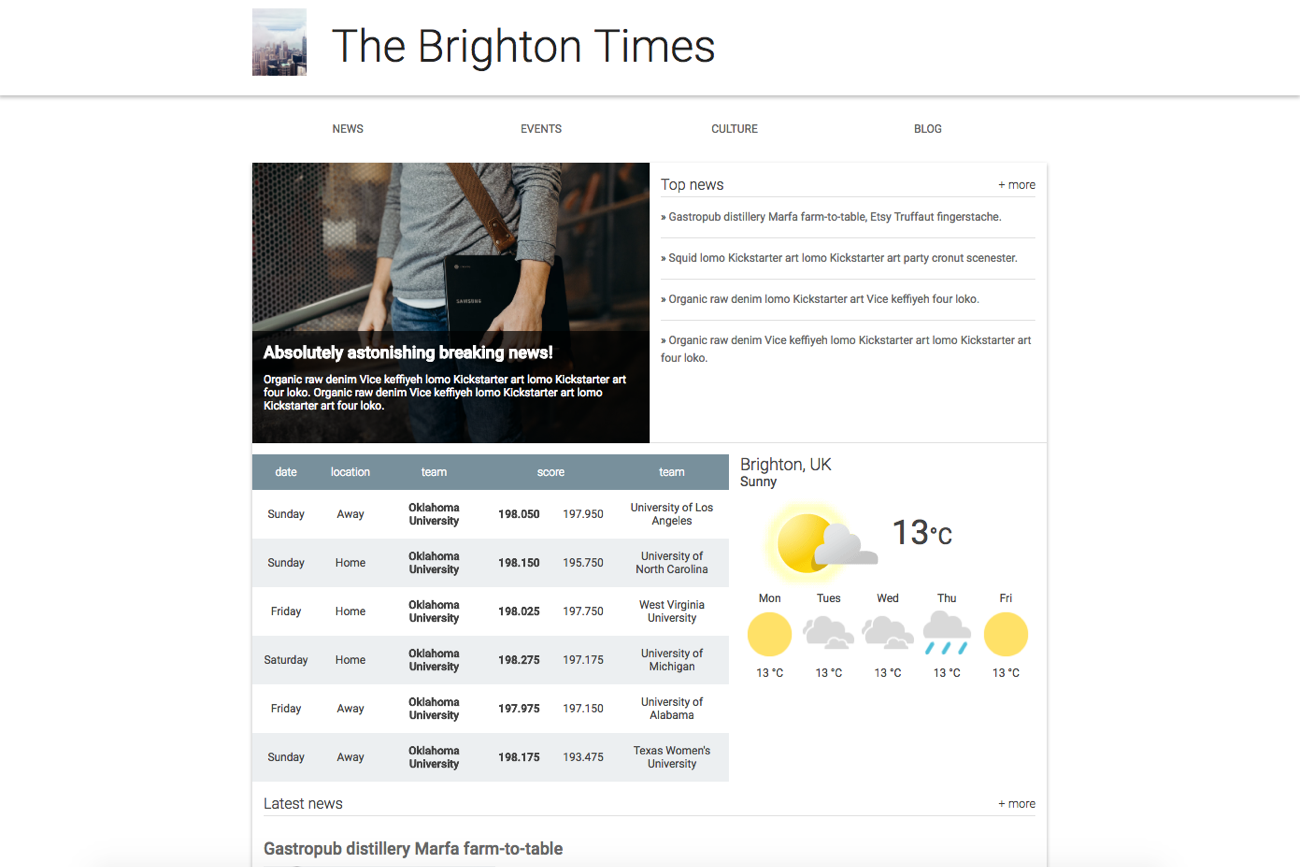 The Brighton Times
NEWS EVENTS CULTURE BLOG
SAMSUNG
Absolutely astonishing breaking news!
Organic raw denim Vice keffiyeh lomo Kickstarter art lomo Kickstarter art
four loko. Organic raw denim Vice keffiyeh lomo Kickstarter art lomo
Kickstarter art four loko.
Top news + more
» Gastropub distillery Marfa farm-to-table, Etsy Truffaut fingerstache.
» Squid lomo Kickstarter art lomo Kickstarter art party cronut scenester.
» Organic raw denim lomo Kickstarter art Vice keffiyeh four loko.
» Organic raw denim Vice keffiyeh lomo Kickstarter art lomo Kickstarter art
four loko.
date location team score team
Sunday Away Oklahoma University 198.050 197.950 University of Los Angeles
Sunday Home Oklahoma University 198.150 195.750 University of North Carolina
Friday Home Oklahoma University 198.025 197.750 West Virginia University
Saturday Home Oklahoma University 198.275 197.175 University of Michigan
Friday Away Oklahoma University 197.975 197.150 University of Alabama
Sunday Away Oklahoma University 198.175 193.475 Texas Women's University
Brighton, UK
Sunny
13°C
Mon Tues Wed Thu Fri
13 °C 13 °C 13 °C 13 °C 13 °C
Latest news + more
Gastropub distillery Marfa farm-to-table